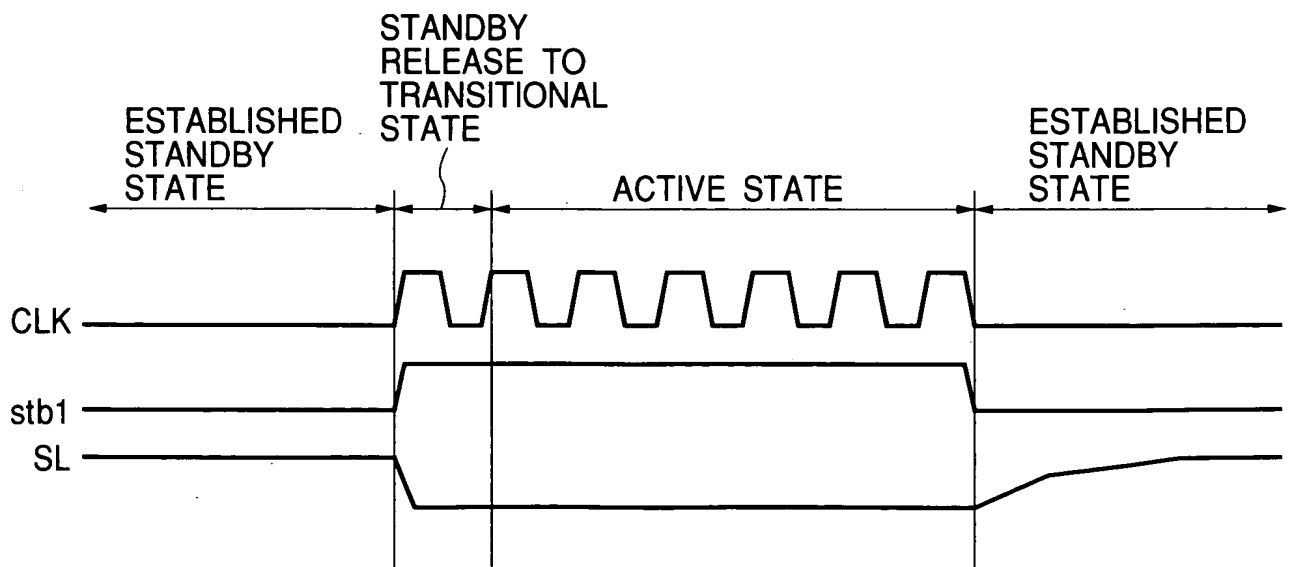 STANDBY
RELEASE TO
TRANSITIONAL
STATE
ESTABLISHED
STANDBY
STATE
ACTIVE STATE
ESTABLISHED
STANDBY
STATE
CLK
stb1
SL